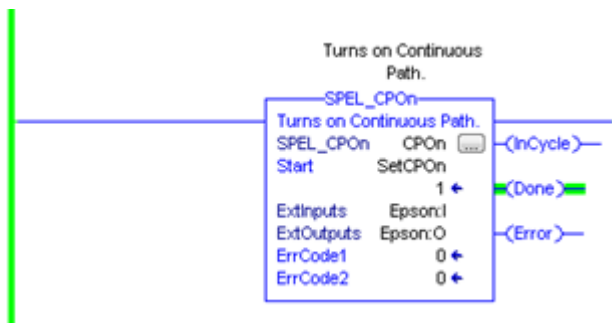 Turns on Continuous
Path.
SPEL_CPOn
Turns on Continuous Path.
SPEL_CPOn CPOn ...
(InCycle)
Start SetCPOn
1
(Done)
ExtInputs Epson:I
ExtOutputs Epson:O
(Error)
ErrCode1 0
ErrCode2 0